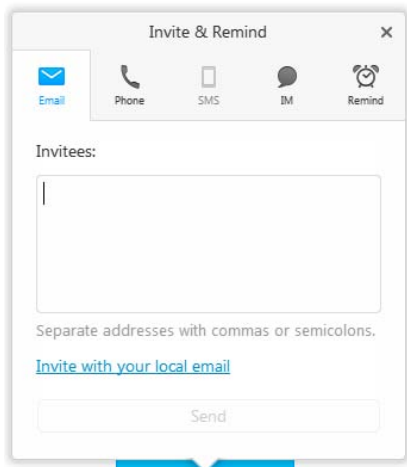 Invite & Remind
Email Phone SMS IM Remind
Invitees:
Separate addresses with commas or semicolons.
Invite with your local email
Send